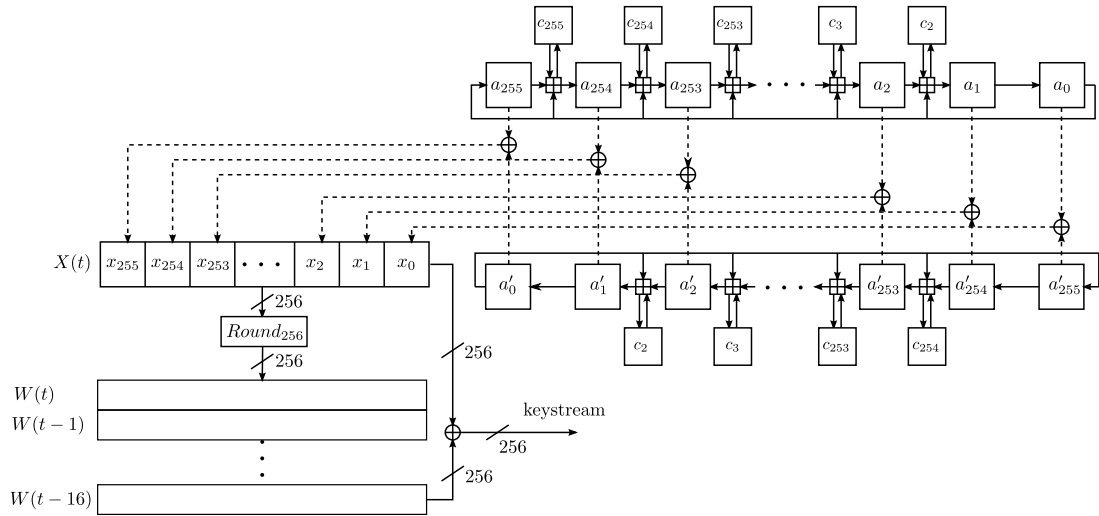 c₂₅₅ c₂₅₄ c₂₅₃ c₃ c₂
a₂₅₅ a₂₅₄ a₂₅₃ · · · a₂ a₁ a₀
X(t) x₂₅₅ x₂₅₄ x₂₅₃ · · · x₂ x₁ x₀
a′₀ a′₁ a′₂ · · · a′₂₅₃ a′₂₅₄ a′₂₅₅
256
Round₂₅₆
c₂ c₃ c₂₅₃ c₂₅₄
256
256
W(t)
W(t − 1)
keystream
256
256
W(t − 16)